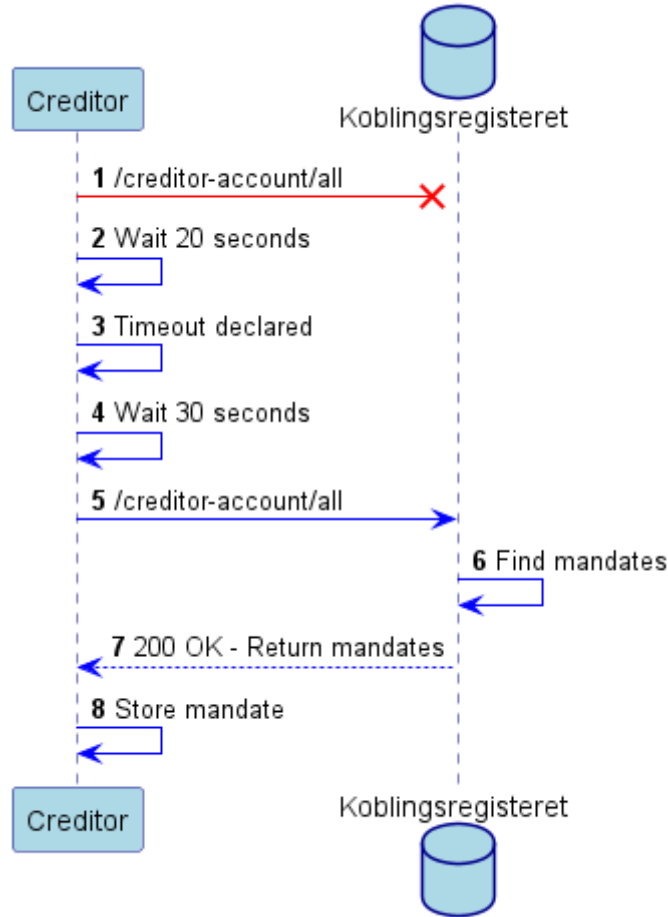 Creditor
Koblingsregisteret
1 /creditor-account/all
2 Wait 20 seconds
3 Timeout declared
4 Wait 30 seconds
5 /creditor-account/all
6 Find mandates
7 200 OK - Return mandates
8 Store mandate
Creditor
Koblingsregisteret